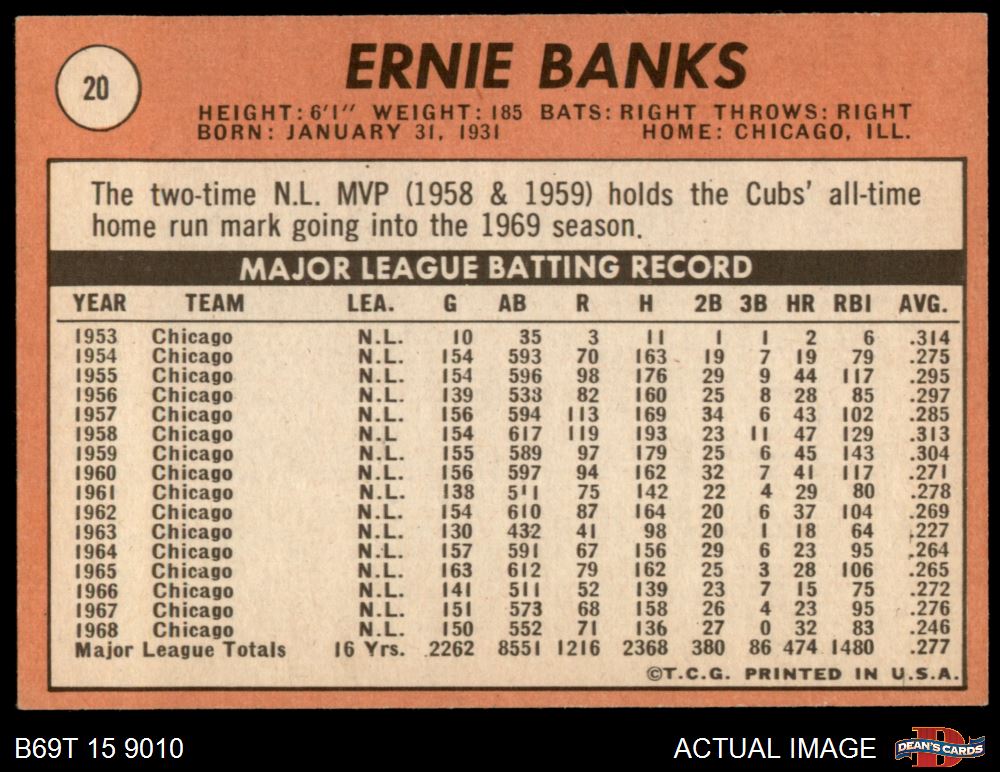 20
ERNIE BANKS
HEIGHT: 6'1" WEIGHT: 185 BATS: RIGHT THROWS: RIGHT
BORN: JANUARY 31, 1931 HOME: CHICAGO, ILL.
The two-time N.L. MVP (1958 & 1959) holds the Cubs' all-time
home run mark going into the 1969 season.
MAJOR LEAGUE BATTING RECORD
YEAR TEAM LEA. G AB R H 2B 3B HR RBI AVG.
1953 Chicago N.L. 10 35 3 11 1 1 2 6 .314
1954 Chicago N.L. 154 593 70 163 19 7 19 79 .275
1955 Chicago N.L. 154 596 98 176 29 9 44 117 .295
1956 Chicago N.L. 139 538 82 160 25 8 28 85 .297
1957 Chicago N.L. 156 594 113 169 34 6 43 102 .285
1958 Chicago N.L 154 617 119 193 23 11 47 129 .313
1959 Chicago N.L. 155 589 97 179 25 6 45 143 .304
1960 Chicago N.L. 156 597 94 162 32 7 41 117 .271
1961 Chicago N.L. 138 511 75 142 22 4 29 80 .278
1962 Chicago N.L. 154 610 87 164 20 6 37 104 .269
1963 Chicago N.L. 130 432 41 98 20 1 18 64 .227
1964 Chicago N.L. 157 591 67 156 29 6 23 95 .264
1965 Chicago N.L. 163 612 79 162 25 3 28 106 .265
1966 Chicago N.L. 141 511 52 139 23 7 15 75 .272
1967 Chicago N.L. 151 573 68 158 26 4 23 95 .276
1968 Chicago N.L. 150 552 71 136 27 0 32 83 .246
Major League Totals 16 Yrs. 2262 8551 1216 2368 380 86 474 1480 .277
©T.C.G. PRINTED IN U.S.A.
B69T 15 9010 ACTUAL IMAGE
D
DEAN'S CARDS